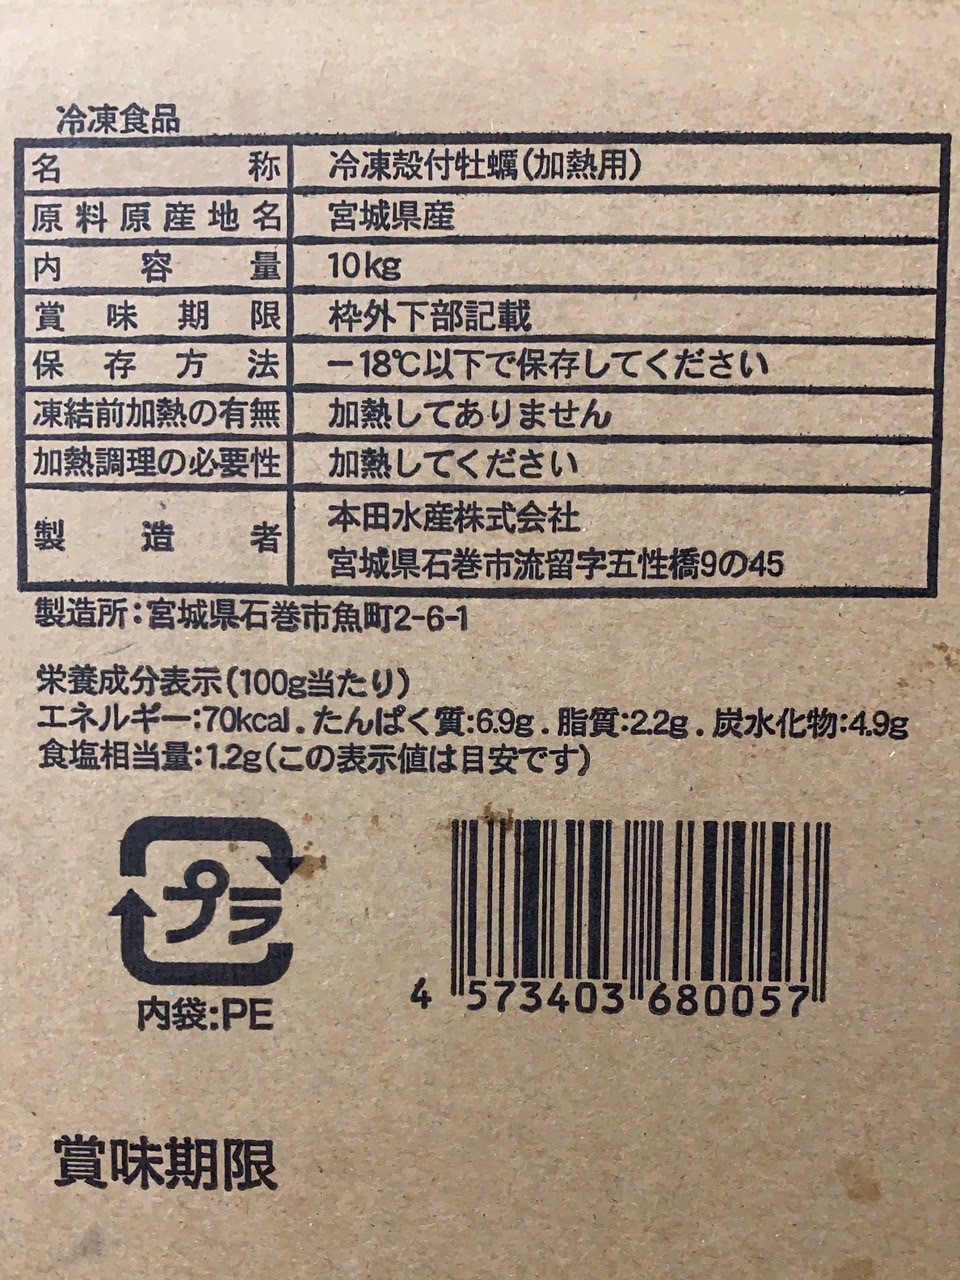 冷凍食品
名称 冷凍殻付牡蠣(加熱用)
原料原産地名 宮城県産
内容量 10kg
賞味期限 枠外下部記載
保存方法 −18℃以下で保存してください
凍結前加熱の有無 加熱してありません
加熱調理の必要性 加熱してください
製造者 本田水産株式会社
宮城県石巻市流留字五性橋9の45
製造所:宮城県石巻市魚町2-6-1
栄養成分表示(100g当たり)
エネルギー:70kcal.たんぱく質:6.9g.脂質:2.2g.炭水化物:4.9g
食塩相当量:1.2g(この表示値は目安です)
プラ
内袋:PE
4 573403 680057
賞味期限